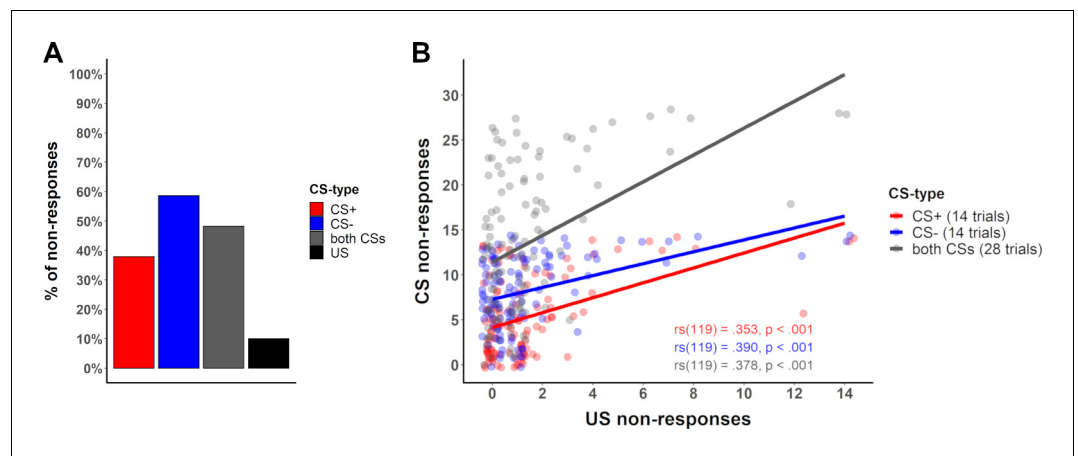 A
100%
90%
80%
70%
60%
50%
40%
30%
20%
10%
0%
% of non-responses
CS-type
CS+
CS-
both CSs
US
B
30
25
20
15
10
5
0
CS non-responses
0 2 4 6 8 10 12 14
US non-responses
rs(119) = .353, p < .001
rs(119) = .390, p < .001
rs(119) = .378, p < .001
CS-type
CS+ (14 trials)
CS- (14 trials)
both CSs (28 trials)